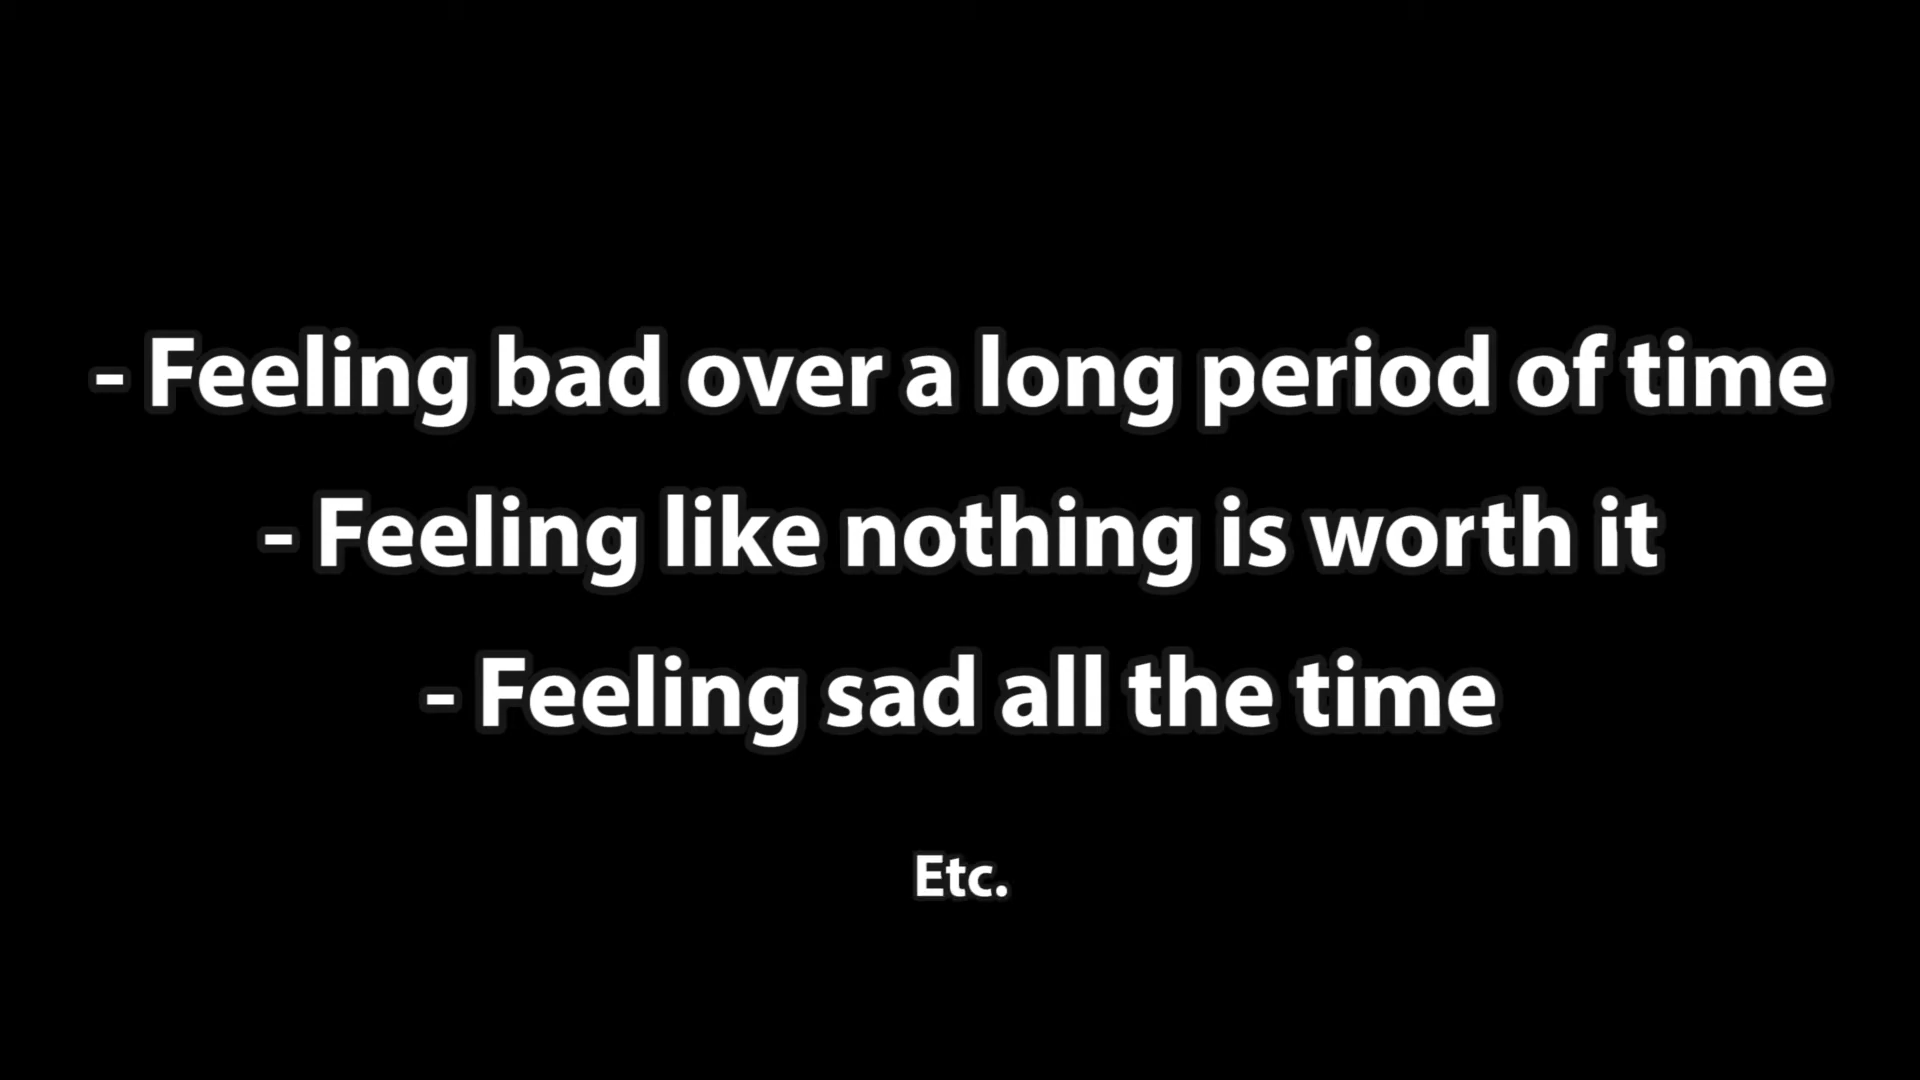 - Feeling bad over a long period of time
- Feeling like nothing is worth it
- Feeling sad all the time
Etc.